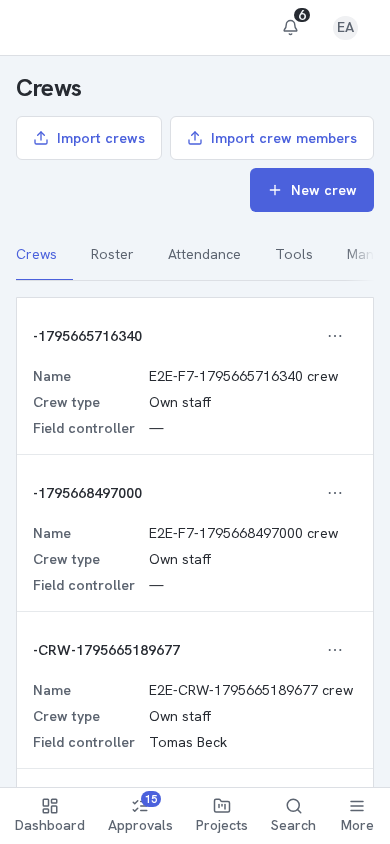 6
EA
Crews
Import crews
Import crew members
New crew
Crews Roster Attendance Tools
-1795665716340 ...
Name E2E-F7-1795665716340 crew
Crew type Own staff
Field controller —
-1795668497000 ...
Name E2E-F7-1795668497000 crew
Crew type Own staff
Field controller —
-CRW-1795665189677 ...
Name E2E-CRW-1795665189677 crew
Crew type Own staff
Field controller Tomas Beck
15
Dashboard Approvals Projects Search More